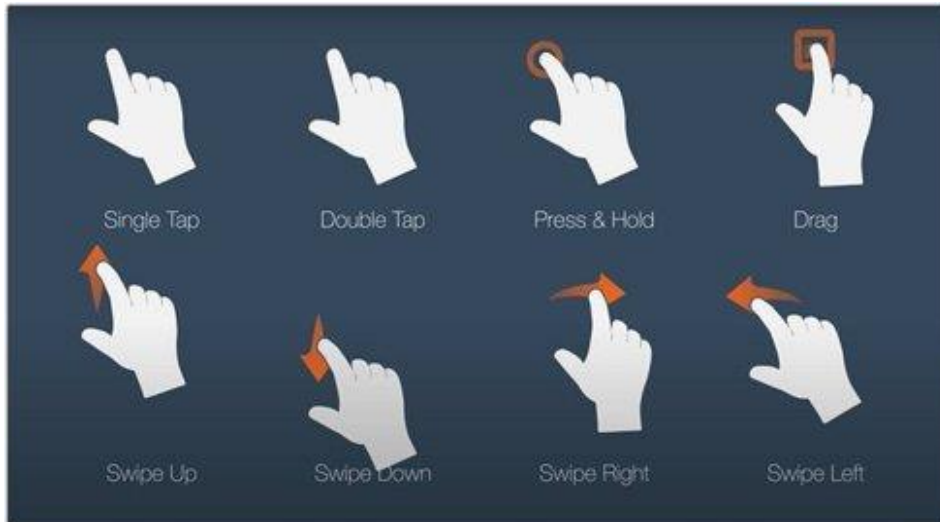 Single Tap
Double Tap
Press & Hold
Drag
Swipe Up
Swipe Down
Swipe Right
Swipe Left